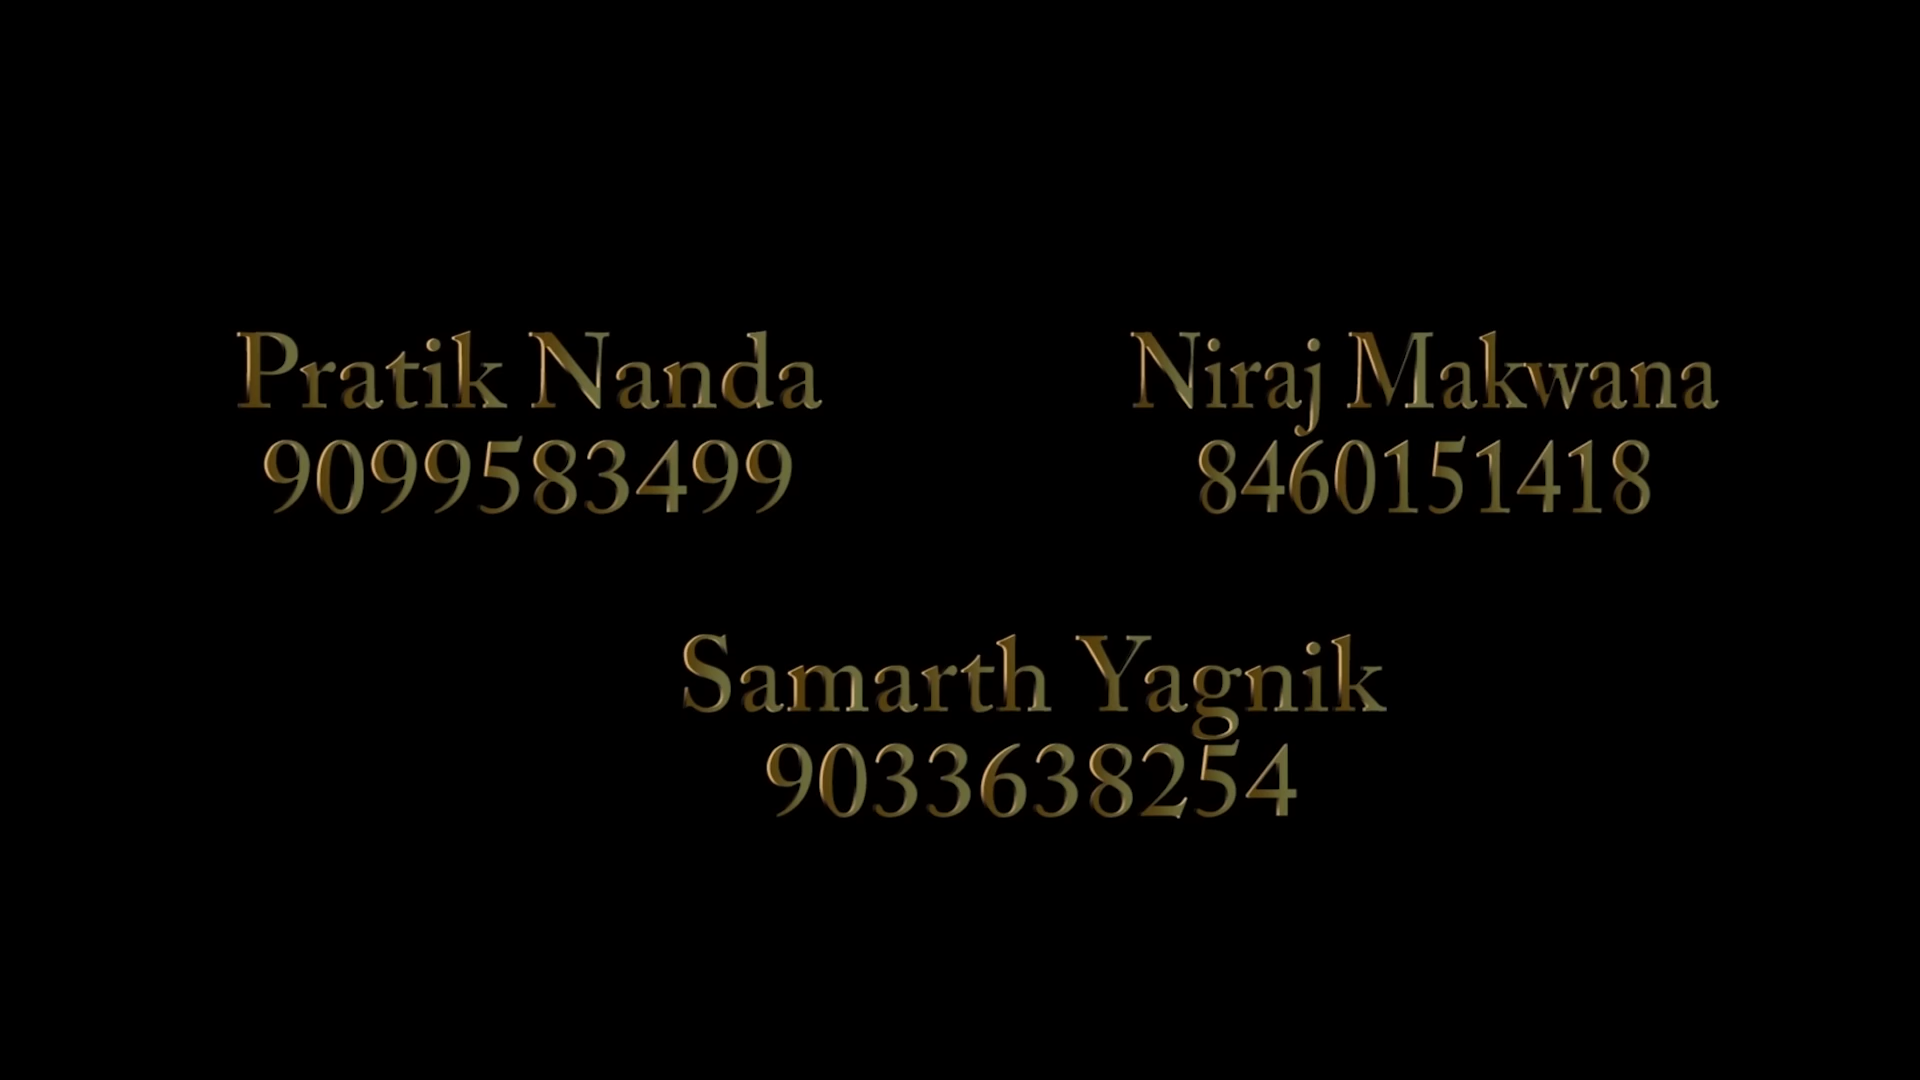 Pratik Nanda
9099583499
Niraj Makwana
8460151418
Samarth Yagnik
9033638254